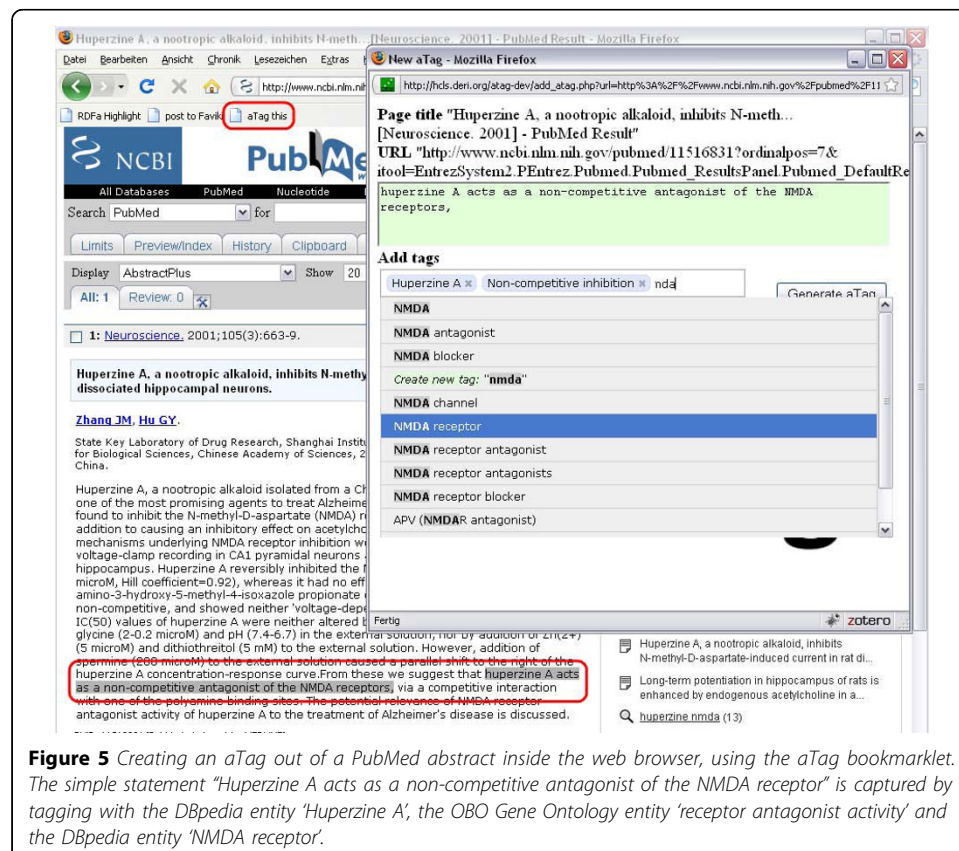 Huperzine A, a nootropic alkaloid, inhibits N-meth... [Neuroscience. 2001] - PubMed Result - Mozilla Firefox
Datei Bearbeiten Ansicht Chronik Lesezeichen Extras
http://www.ncbi.nlm.nih
RDFa Highlight post to Favik aTag this
NCBI PubMe
All Databases PubMed Nucleotide
Search PubMed for
Limits Preview/Index History Clipboard
Display AbstractPlus Show 20
All: 1 Review: 0
1: Neuroscience. 2001;105(3):663-9.
Huperzine A, a nootropic alkaloid, inhibits N-methy
dissociated hippocampal neurons.
Zhang JM, Hu GY.
State Key Laboratory of Drug Research, Shanghai Instit
for Biological Sciences, Chinese Academy of Sciences, 2
China.
Huperzine A, a nootropic alkaloid isolated from a Ch
one of the most promising agents to treat Alzheime
found to inhibit the N-methyl-D-aspartate (NMDA) r
addition to causing an inhibitory effect on acetylcho
mechanisms underlying NMDA receptor inhibition w
voltage-clamp recording in CA1 pyramidal neurons
hippocampus. Huperzine A reversibly inhibited the
microM, Hill coefficient=0.92), whereas it had no eff
amino-3-hydroxy-5-methyl-4-isoxazole propionate
non-competitive, and showed neither 'voltage-depe
IC(50) values of huperzine A were neither altered b
glycine (2-0.2 microM) and pH (7.4-6.7) in the external solution, nor by addition of Zn(2+)
(5 microM) and dithiothreitol (5 mM) to the external solution. However, addition of
spermine (200 microM) to the external solution caused a parallel shift to the right of the
huperzine A concentration-response curve.From these we suggest that huperzine A acts
as a non-competitive antagonist of the NMDA receptors, via a competitive interaction
with one of the polyamine binding sites. The potential relevance of NMDA receptor
antagonist activity of huperzine A to the treatment of Alzheimer's disease is discussed.
New aTag - Mozilla Firefox
http://hcls.deri.org/atag-dev/add_atag.php?url=http%3A%2F%2Fwww.ncbi.nlm.nih.gov%2Fpubmed%2F11
Page title "Huperzine A, a nootropic alkaloid, inhibits N-meth...
[Neuroscience. 2001] - PubMed Result"
URL "http://www.ncbi.nlm.nih.gov/pubmed/11516831?ordinalpos=7&
itool=EntrezSystem2.PEntrez.Pubmed.Pubmed_ResultsPanel.Pubmed_DefaultRe
huperzine A acts as a non-competitive antagonist of the NMDA
receptors,
Add tags
Huperzine A × Non-competitive inhibition × nda
Generate aTag
NMDA
NMDA antagonist
NMDA blocker
Create new tag: "nmda"
NMDA channel
NMDA receptor
NMDA receptor antagonist
NMDA receptor antagonists
NMDA receptor blocker
APV (NMDAR antagonist)
Fertig zotero
Huperzine A, a nootropic alkaloid, inhibits
N-methyl-D-aspartate-induced current in rat di...
Long-term potentiation in hippocampus of rats is
enhanced by endogenous acetylcholine in a...
huperzine nmda (13)
Figure 5 Creating an aTag out of a PubMed abstract inside the web browser, using the aTag bookmarklet.
The simple statement "Huperzine A acts as a non-competitive antagonist of the NMDA receptor" is captured by
tagging with the DBpedia entity 'Huperzine A', the OBO Gene Ontology entity 'receptor antagonist activity' and
the DBpedia entity 'NMDA receptor'.